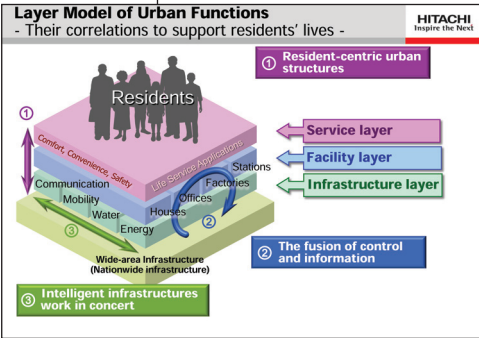 Layer Model of Urban Functions
- Their correlations to support residents' lives -
HITACHI
Inspire the Next
① Resident-centric urban
structures
Residents
①
Comfort, Convenience, Safety
Life Service Applications
Service layer
Facility layer
Infrastructure layer
Stations
Factories
Offices
Houses
②
Communication
Mobility
Water
Energy
③
Wide-area Infrastructure
(Nationwide infrastructure)
② The fusion of control
and information
③ Intelligent infrastructures
work in concert